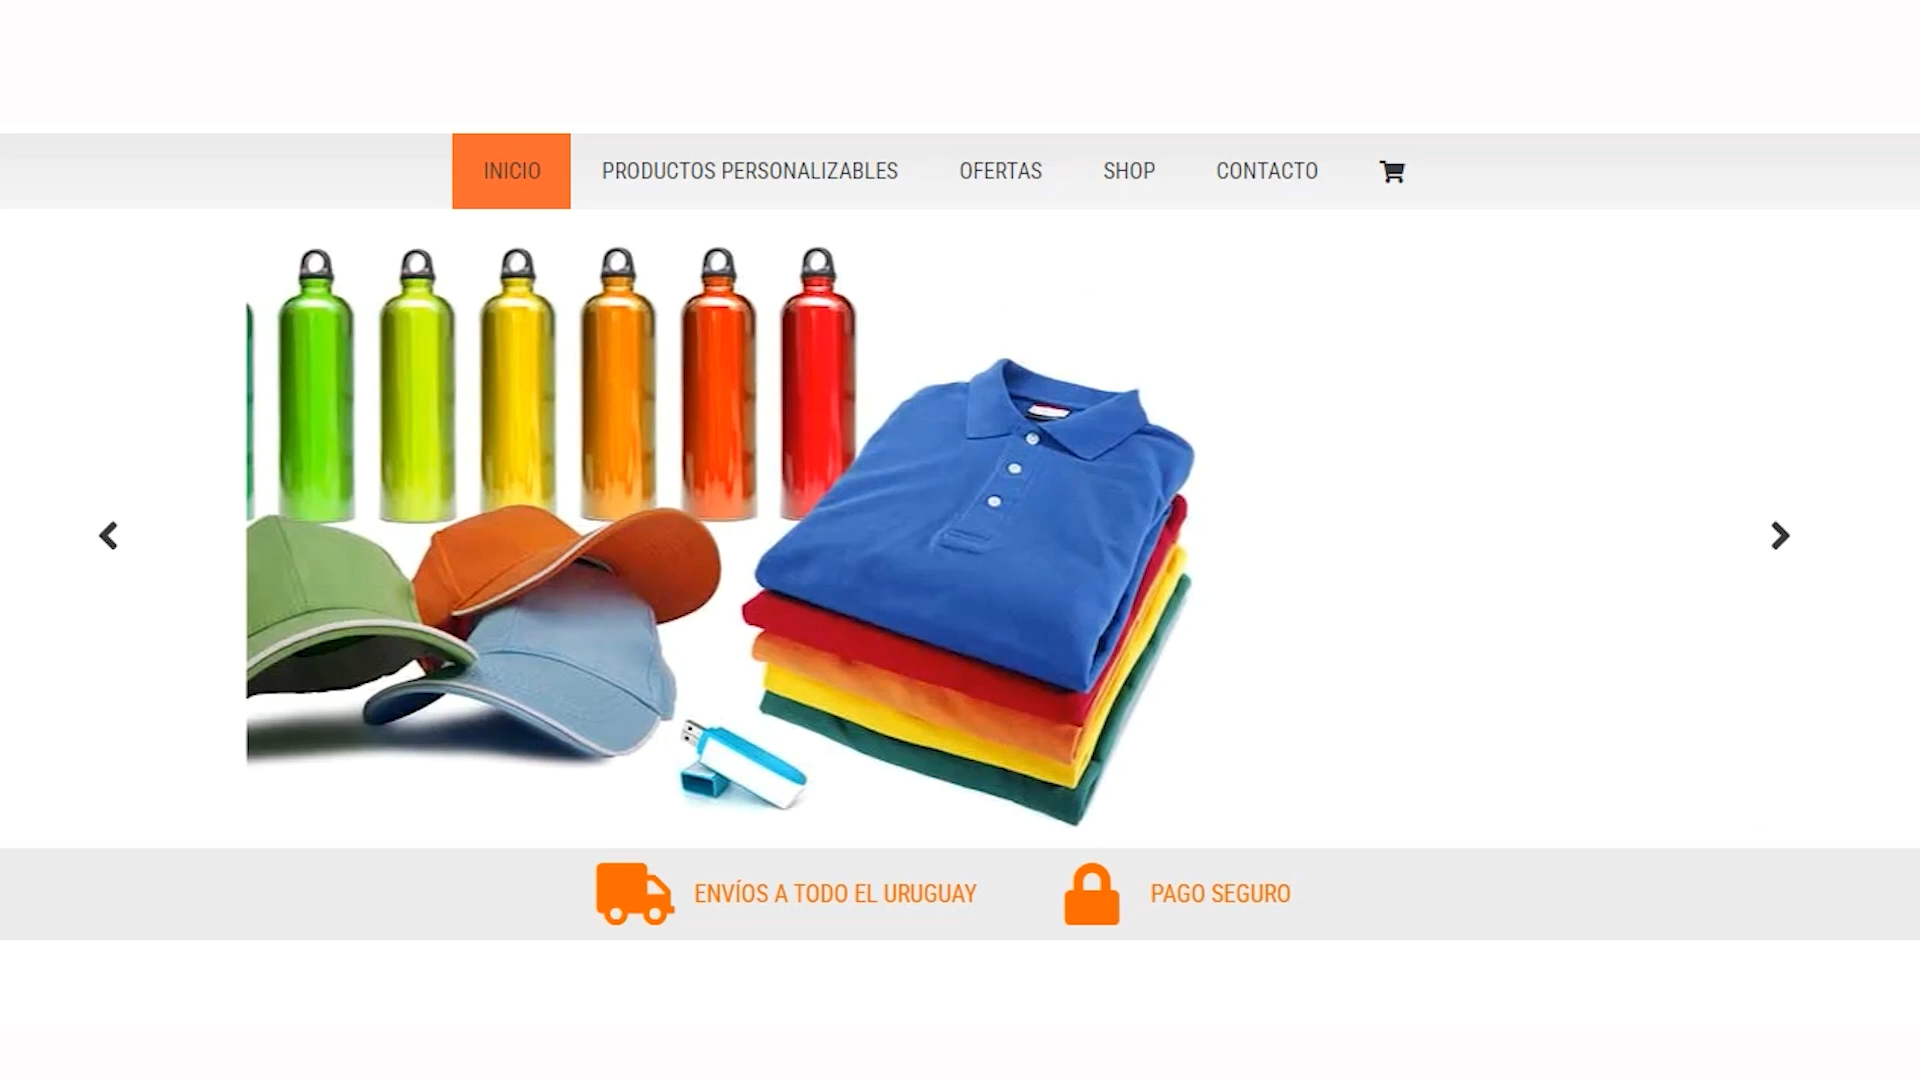 INICIO PRODUCTOS PERSONALIZABLES OFERTAS SHOP CONTACTO
ENVÍOS A TODO EL URUGUAY PAGO SEGURO